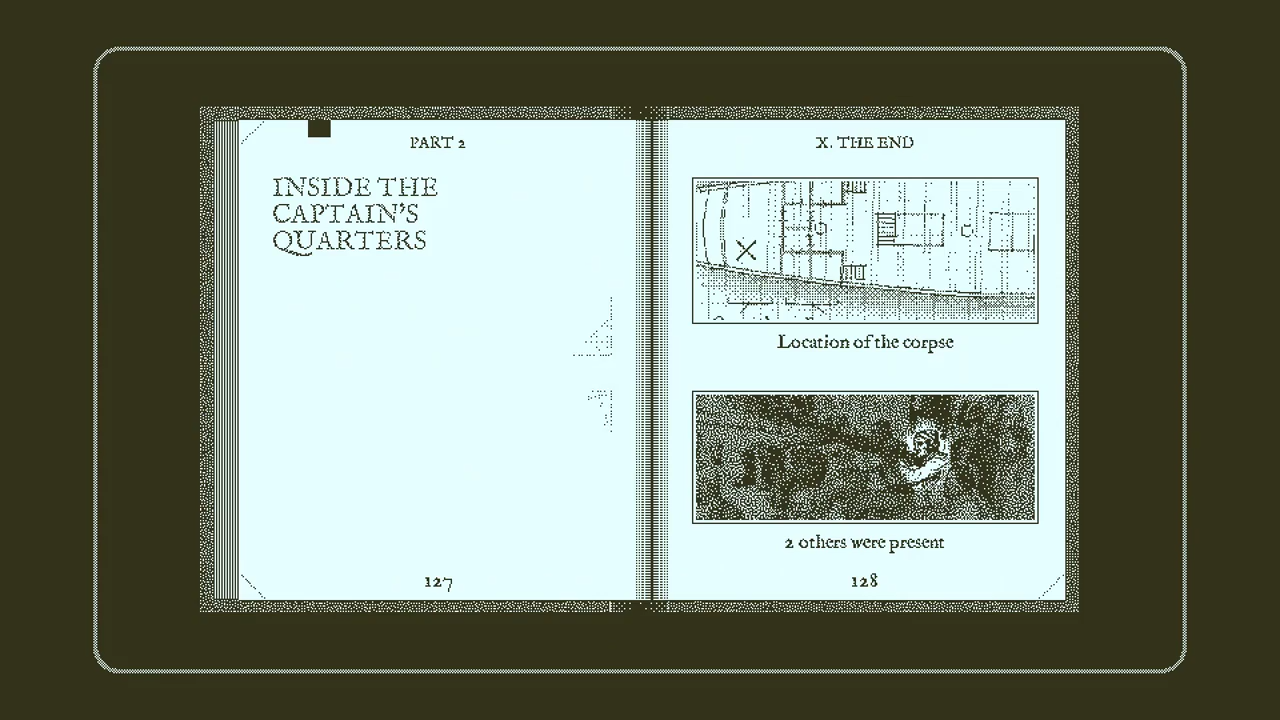 PART 2
INSIDE THE
CAPTAIN'S
QUARTERS
127
X. THE END
Location of the corpse
2 others were present
128